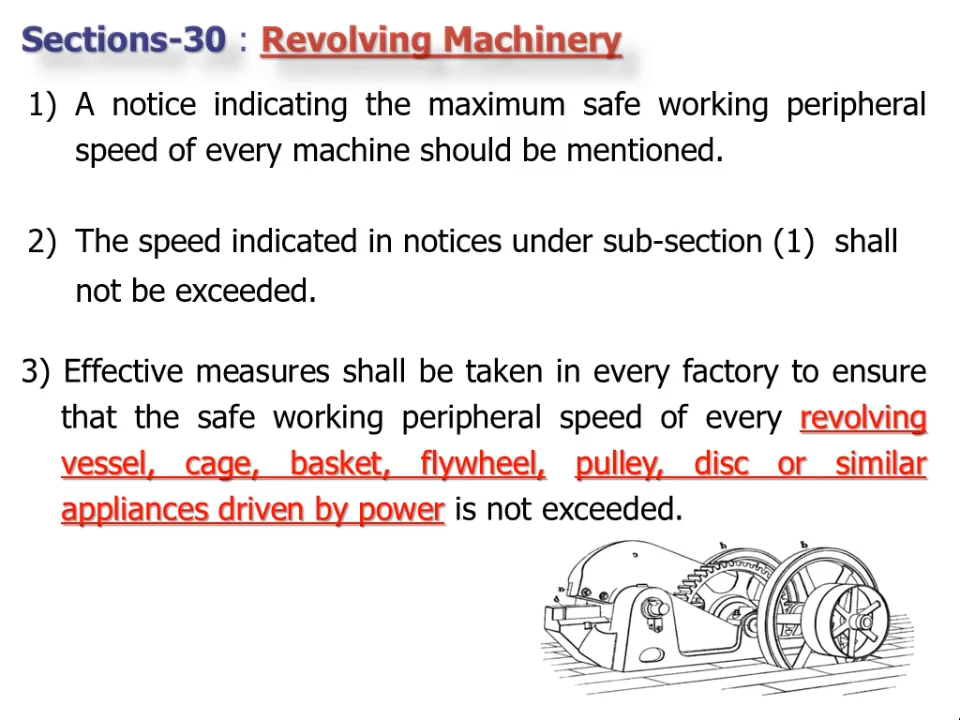 Sections-30 : Revolving Machinery
1) A notice indicating the maximum safe working peripheral
speed of every machine should be mentioned.
2) The speed indicated in notices under sub-section (1) shall
not be exceeded.
3) Effective measures shall be taken in every factory to ensure
that the safe working peripheral speed of every revolving
vessel, cage, basket, flywheel, pulley, disc or similar
appliances driven by power is not exceeded.
b b